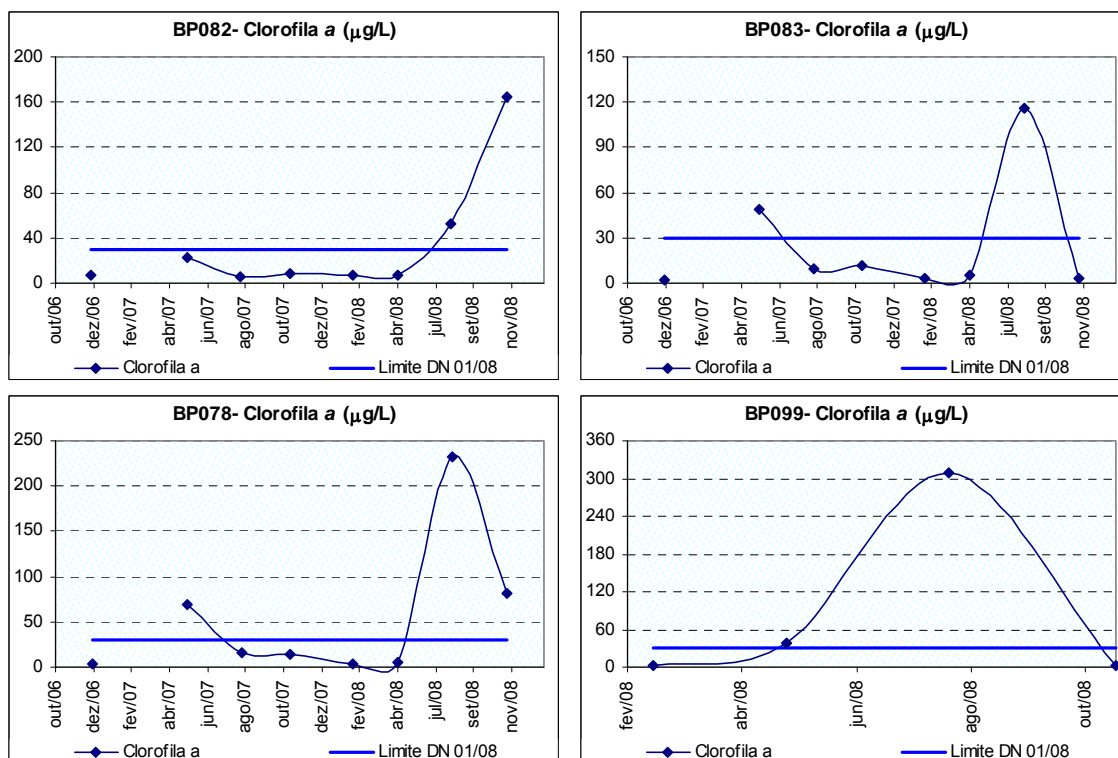 BP082- Clorofila a (µg/L)
200
160
120
80
40
0
out/06
dez/06
fev/07
abr/07
jun/07
ago/07
out/07
dez/07
fev/08
abr/08
jul/08
set/08
nov/08
Clorofila a
Limite DN 01/08
BP083- Clorofila a (µg/L)
150
120
90
60
30
0
out/06
dez/06
fev/07
abr/07
jun/07
ago/07
out/07
dez/07
fev/08
abr/08
jul/08
set/08
nov/08
Clorofila a
Limite DN 01/08
BP078- Clorofila a (µg/L)
250
200
150
100
50
0
out/06
dez/06
fev/07
abr/07
jun/07
ago/07
out/07
dez/07
fev/08
abr/08
jul/08
set/08
nov/08
Clorofila a
Limite DN 01/08
BP099- Clorofila a (µg/L)
360
300
240
180
120
60
0
fev/08
abr/08
jun/08
ago/08
out/08
Clorofila a
Limite DN 01/08